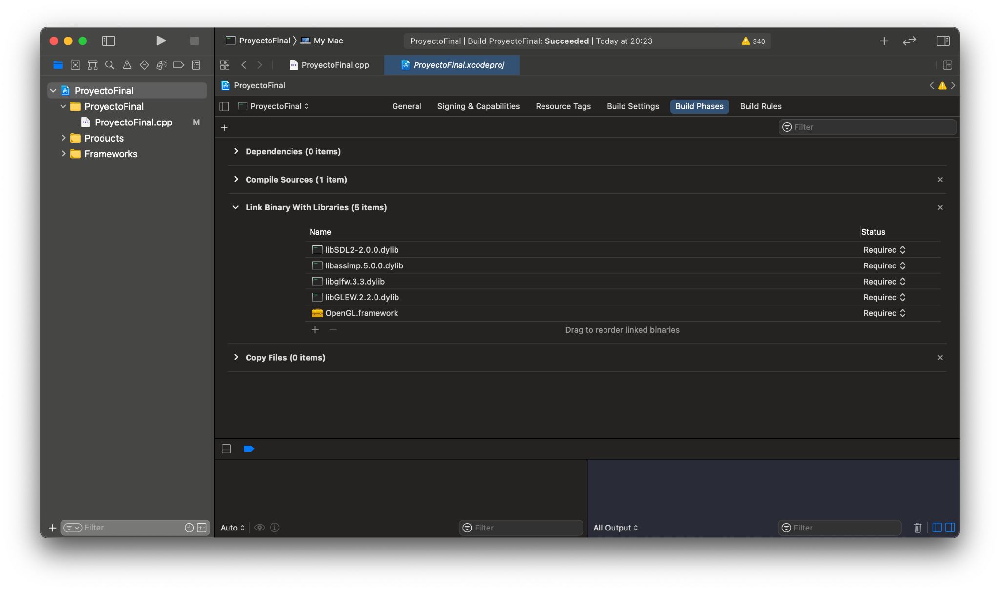 ProyectoFinal My Mac
ProyectoFinal | Build ProyectoFinal: Succeeded | Today at 20:23
340
ProyectoFinal.cpp
ProyectoFinal.xcodeproj
ProyectoFinal
ProyectoFinal
ProyectoFinal.cpp M
Products
Frameworks
Filter
ProyectoFinal
ProyectoFinal
General Signing & Capabilities Resource Tags Build Settings Build Phases Build Rules
Filter
Dependencies (0 items)
Compile Sources (1 item)
Link Binary With Libraries (5 items)
Name Status
libSDL2-2.0.0.dylib Required
libassimp.5.0.0.dylib Required
libglfw.3.3.dylib Required
libGLEW.2.2.0.dylib Required
OpenGL.framework Required
Drag to reorder linked binaries
Copy Files (0 items)
Auto
Filter
All Output
Filter